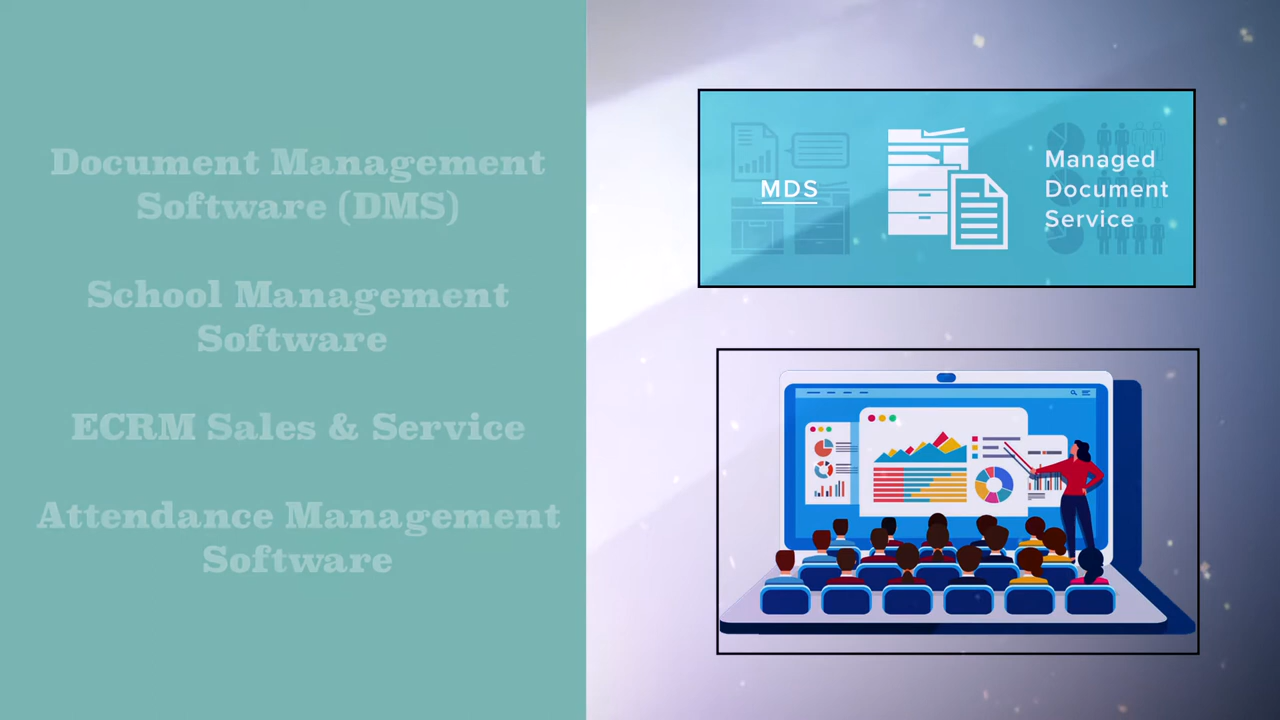 Document Management
Software (DMS)
School Management
Software
ECRM Sales & Service
Attendance Management
Software
MDS
Managed
Document
Service